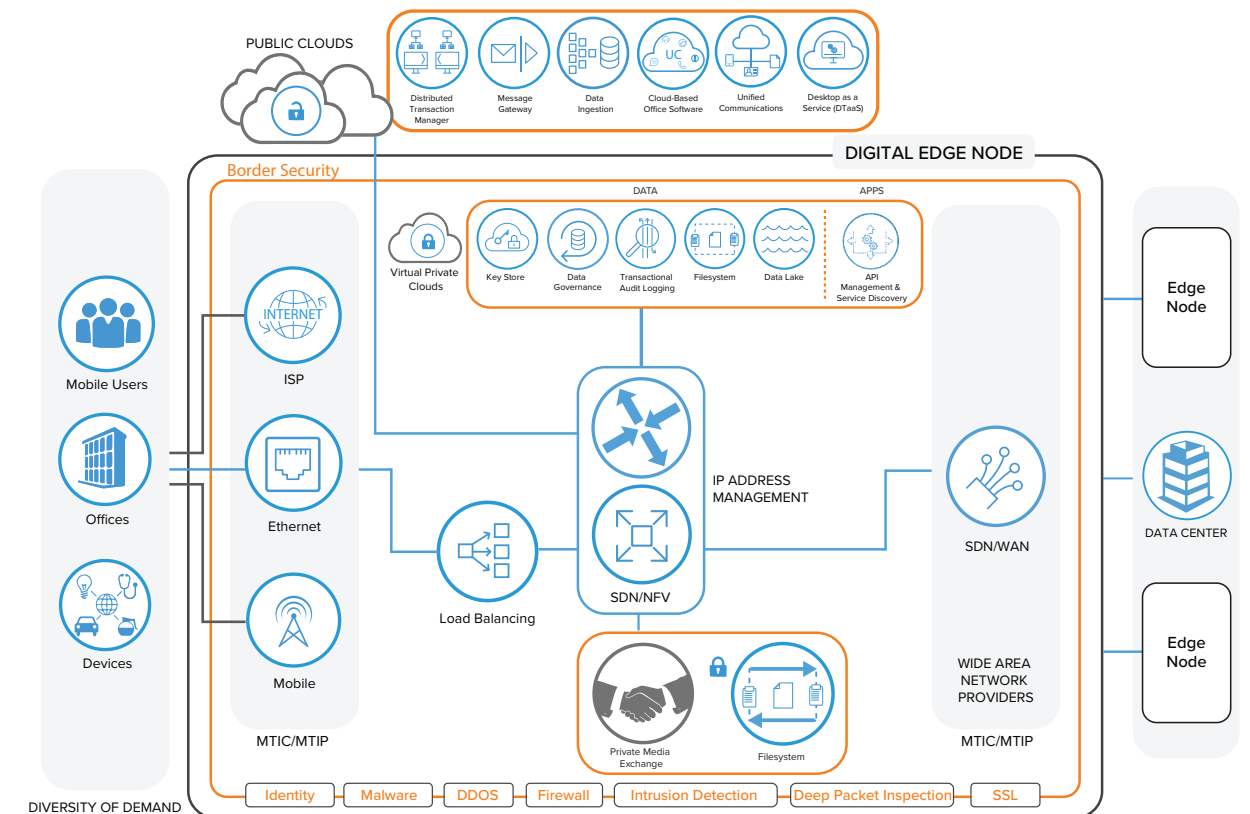 PUBLIC CLOUDS
Distributed
Transaction
Manager
Message
Gateway
Data
Ingestion
UC
Cloud-Based
Office Software
Unified
Communications
Desktop as a
Service (DTaaS)
DIGITAL EDGE NODE
Border Security
DATA
APPS
Virtual Private
Clouds
Key Store
Data
Governance
Transactional
Audit Logging
Filesystem
Data Lake
API
Management &
Service Discovery
Mobile Users
Offices
Devices
DIVERSITY OF DEMAND
INTERNET
ISP
Ethernet
Mobile
MTIC/MTIP
Load Balancing
IP ADDRESS
MANAGEMENT
SDN/NFV
Private Media
Exchange
Filesystem
SDN/WAN
WIDE AREA
NETWORK
PROVIDERS
MTIC/MTIP
Edge
Node
DATA CENTER
Edge
Node
Identity
Malware
DDOS
Firewall
Intrusion Detection
Deep Packet Inspection
SSL